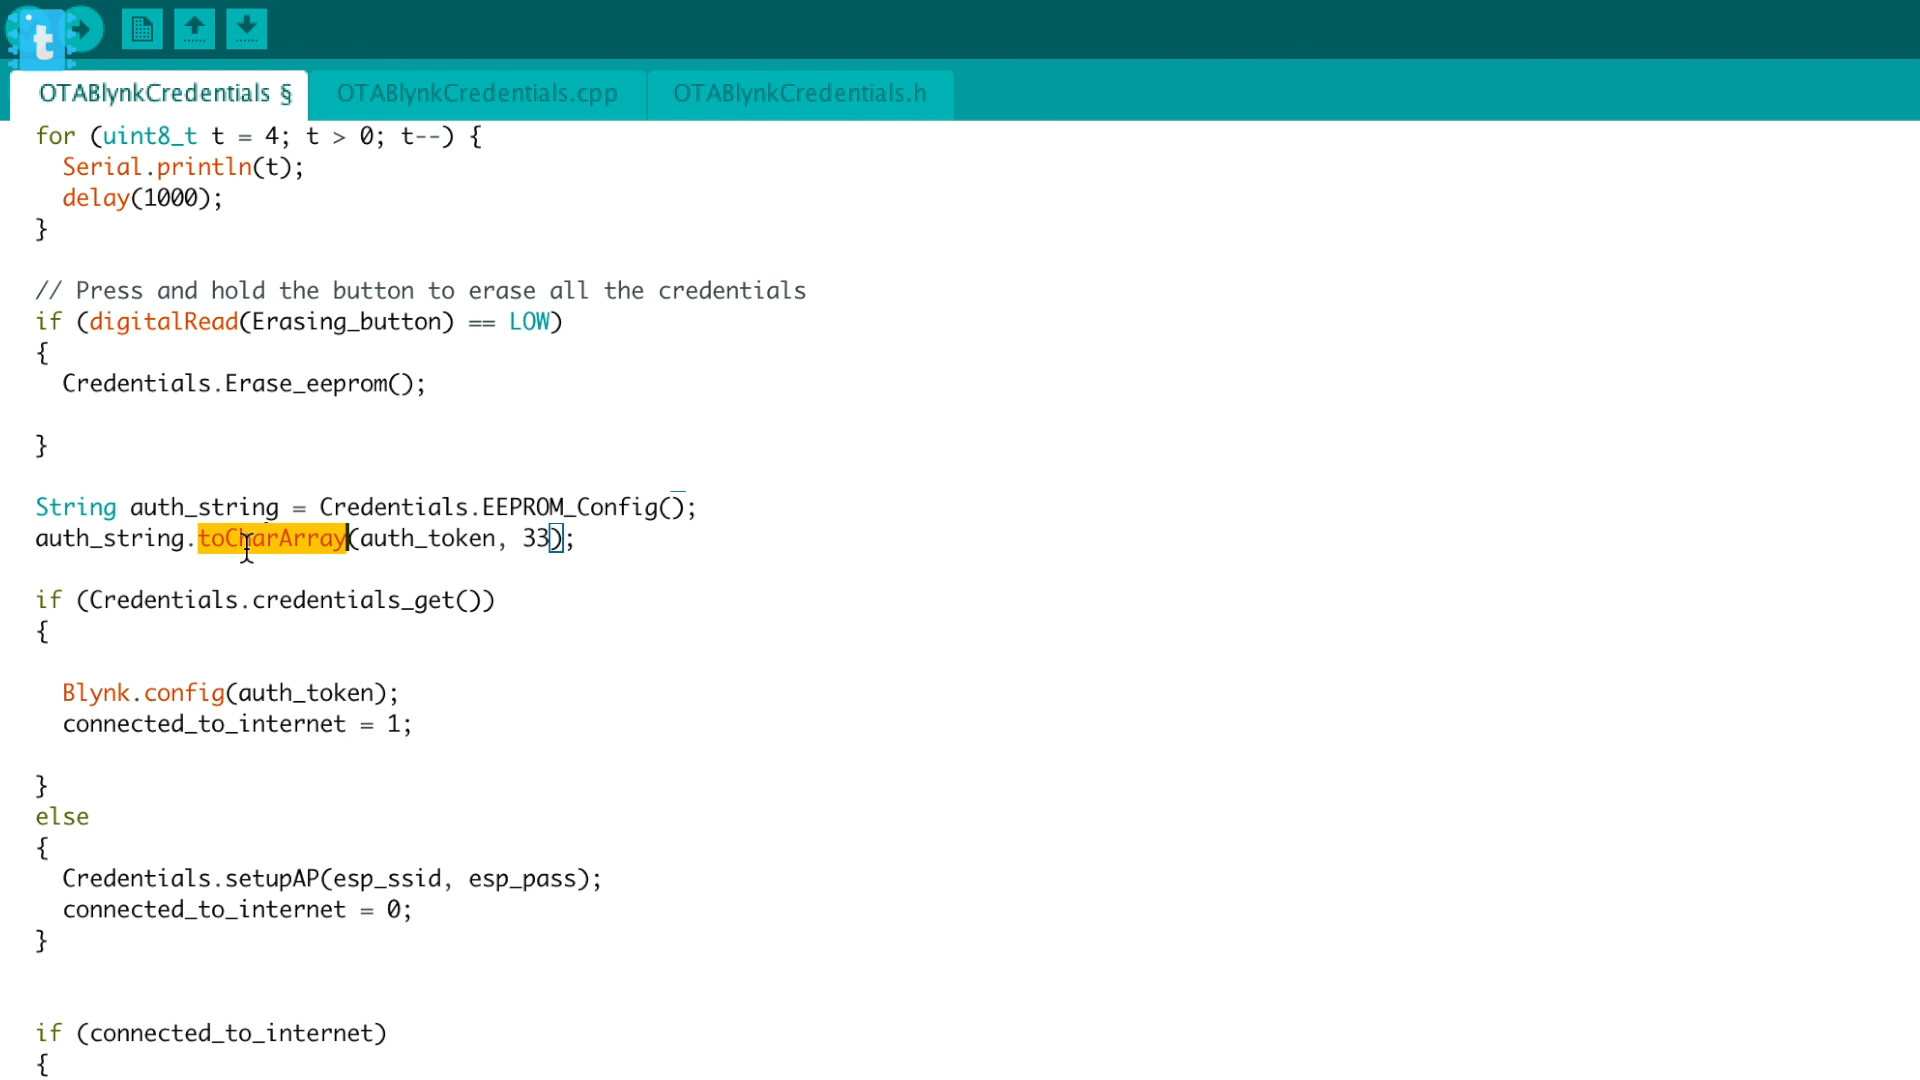 t
OTABlynkCredentials §
OTABlynkCredentials.cpp
OTABlynkCredentials.h
for (uint8_t t = 4; t > 0; t--) {
Serial.println(t);
delay(1000);
}
// Press and hold the button to erase all the credentials
if (digitalRead(Erasing_button) == LOW)
{
Credentials.Erase_eeprom();
}
String auth_string = Credentials.EEPROM_Config();
auth_string.toCharArray(auth_token, 33);
if (Credentials.credentials_get())
{
Blynk.config(auth_token);
connected_to_internet = 1;
}
else
{
Credentials.setupAP(esp_ssid, esp_pass);
connected_to_internet = 0;
}
if (connected_to_internet)
{